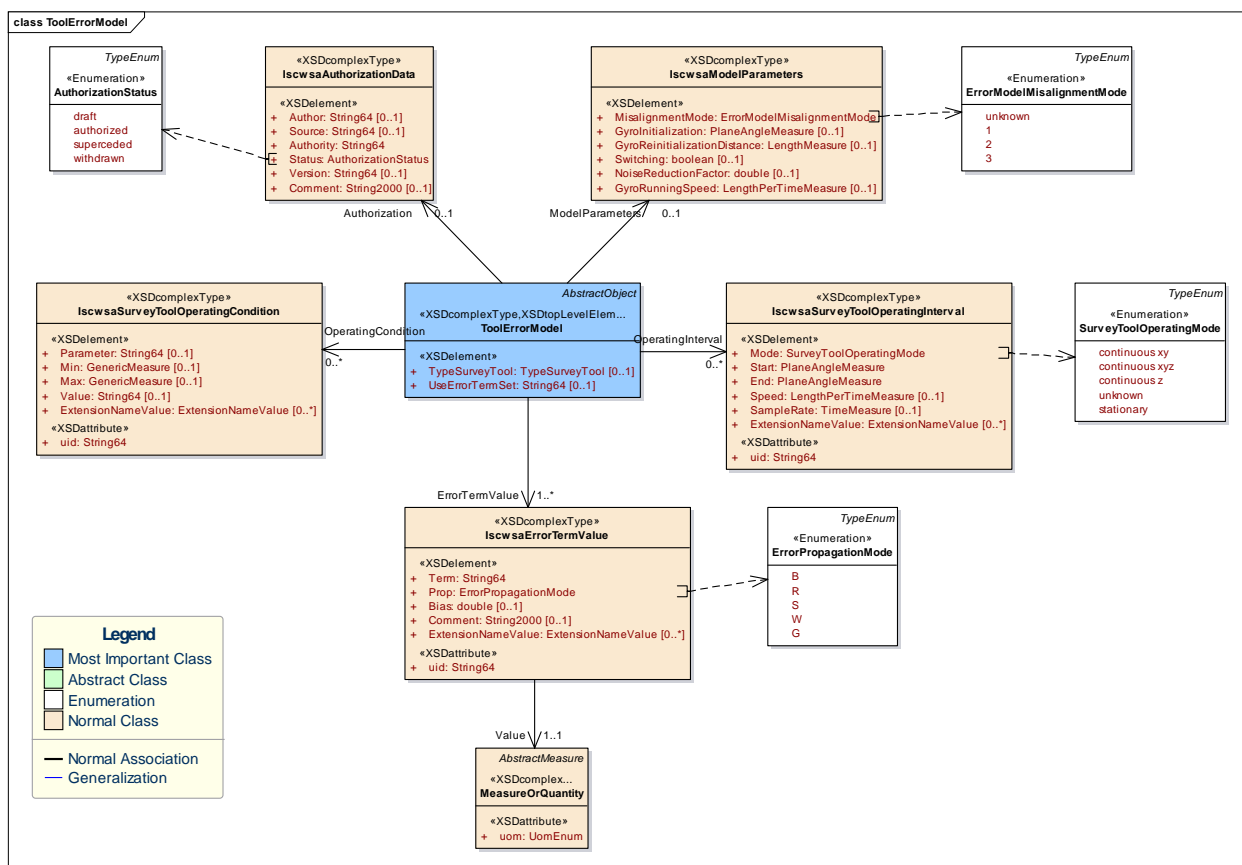 class ToolErrorModel
TypeEnum
«Enumeration»
AuthorizationStatus
draft
authorized
superceded
withdrawn
«XSDcomplexType»
IscwsaAuthorizationData
«XSDelement»
+ Author: String64 [0..1]
+ Source: String64 [0..1]
+ Authority: String64
+ Status: AuthorizationStatus
+ Version: String64 [0..1]
+ Comment: String2000 [0..1]
«XSDcomplexType»
IscwsaModelParameters
«XSDelement»
+ MisalignmentMode: ErrorModelMisalignmentMode
+ GyroInitialization: PlaneAngleMeasure [0..1]
+ GyroReinitializationDistance: LengthMeasure [0..1]
+ Switching: boolean [0..1]
+ NoiseReductionFactor: double [0..1]
+ GyroRunningSpeed: LengthPerTimeMeasure [0..1]
TypeEnum
«Enumeration»
ErrorModelMisalignmentMode
unknown
1
2
3
Authorization 0..1
ModelParameters 0..1
«XSDcomplexType»
IscwsaSurveyToolOperatingCondition
«XSDelement»
+ Parameter: String64 [0..1]
+ Min: GenericMeasure [0..1]
+ Max: GenericMeasure [0..1]
+ Value: String64 [0..1]
+ ExtensionNameValue: ExtensionNameValue [0..*]
«XSDattribute»
+ uid: String64
OperatingCondition
0..*
AbstractObject
«XSDcomplexType,XSDtopLevelElem...
ToolErrorModel
«XSDelement»
+ TypeSurveyTool: TypeSurveyTool [0..1]
+ UseErrorTermSet: String64 [0..1]
OperatingInterval
0..*
«XSDcomplexType»
IscwsaSurveyToolOperatingInterval
«XSDelement»
+ Mode: SurveyToolOperatingMode
+ Start: PlaneAngleMeasure
+ End: PlaneAngleMeasure
+ Speed: LengthPerTimeMeasure [0..1]
+ SampleRate: TimeMeasure [0..1]
+ ExtensionNameValue: ExtensionNameValue [0..*]
«XSDattribute»
+ uid: String64
TypeEnum
«Enumeration»
SurveyToolOperatingMode
continuous xy
continuous xyz
continuous z
unknown
stationary
ErrorTermValue 1..*
«XSDcomplexType»
IscwsaErrorTermValue
«XSDelement»
+ Term: String64
+ Prop: ErrorPropagationMode
+ Bias: double [0..1]
+ Comment: String2000 [0..1]
+ ExtensionNameValue: ExtensionNameValue [0..*]
«XSDattribute»
+ uid: String64
TypeEnum
«Enumeration»
ErrorPropagationMode
B
R
S
W
G
Legend
Most Important Class
Abstract Class
Enumeration
Normal Class
Normal Association
Generalization
Value 1..1
AbstractMeasure
«XSDcomplex...
MeasureOrQuantity
«XSDattribute»
+ uom: UomEnum